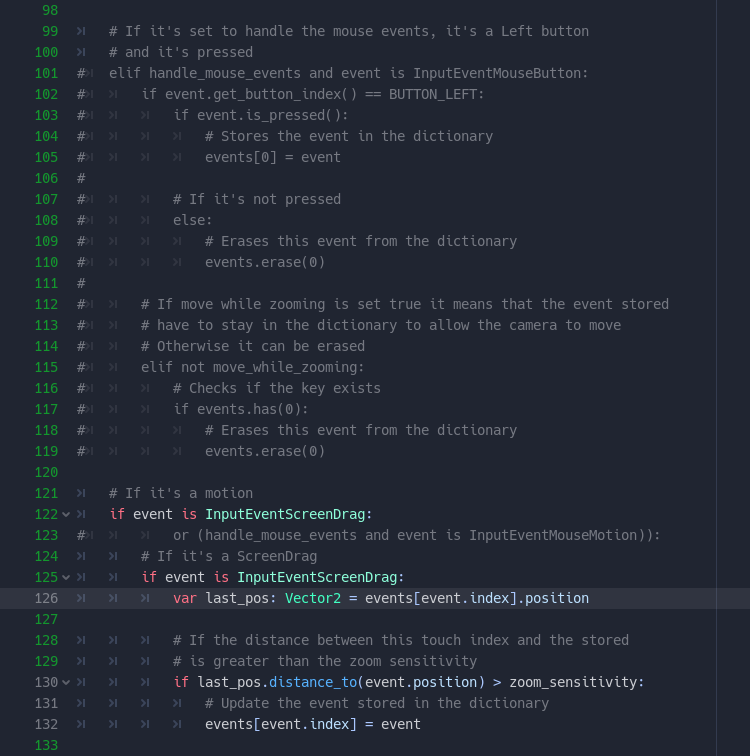 98
99 # If it's set to handle the mouse events, it's a Left button
100 # and it's pressed
101 # elif handle_mouse_events and event is InputEventMouseButton:
102 # if event.get_button_index() == BUTTON_LEFT:
103 # if event.is_pressed():
104 # # Stores the event in the dictionary
105 # events[0] = event
106 #
107 # # If it's not pressed
108 # else:
109 # # Erases this event from the dictionary
110 # events.erase(0)
111 #
112 # # If move while zooming is set true it means that the event stored
113 # # have to stay in the dictionary to allow the camera to move
114 # # Otherwise it can be erased
115 # elif not move_while_zooming:
116 # # Checks if the key exists
117 # if events.has(0):
118 # # Erases this event from the dictionary
119 # events.erase(0)
120
121 # If it's a motion
122 if event is InputEventScreenDrag:
123 # or (handle_mouse_events and event is InputEventMouseMotion)):
124 # If it's a ScreenDrag
125 if event is InputEventScreenDrag:
126 var last_pos: Vector2 = events[event.index].position
127
128 # If the distance between this touch index and the stored
129 # is greater than the zoom sensitivity
130 if last_pos.distance_to(event.position) > zoom_sensitivity:
131 # Update the event stored in the dictionary
132 events[event.index] = event
133